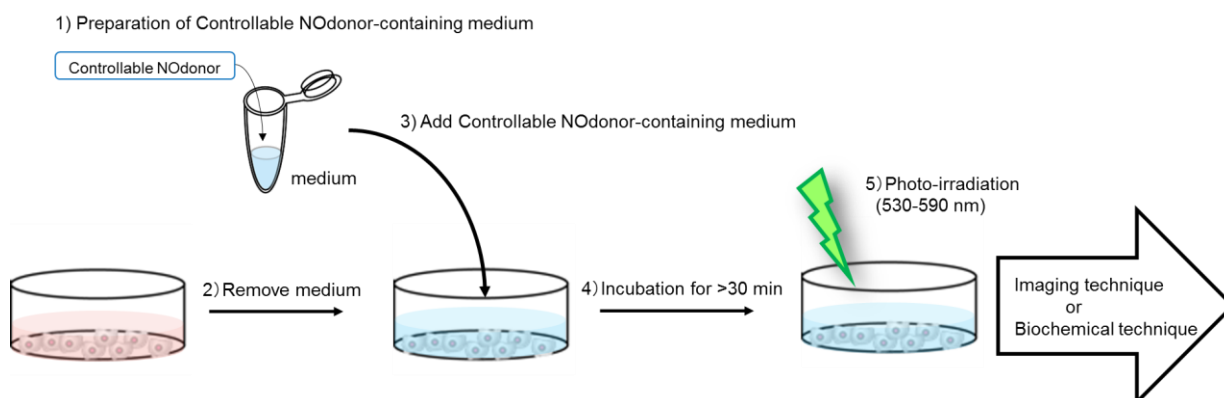 1) Preparation of Controllable NOdonor-containing medium
Controllable NOdonor
medium
2) Remove medium
3) Add Controllable NOdonor-containing medium
4) Incubation for >30 min
5) Photo-irradiation
(530-590 nm)
Imaging technique
or
Biochemical technique